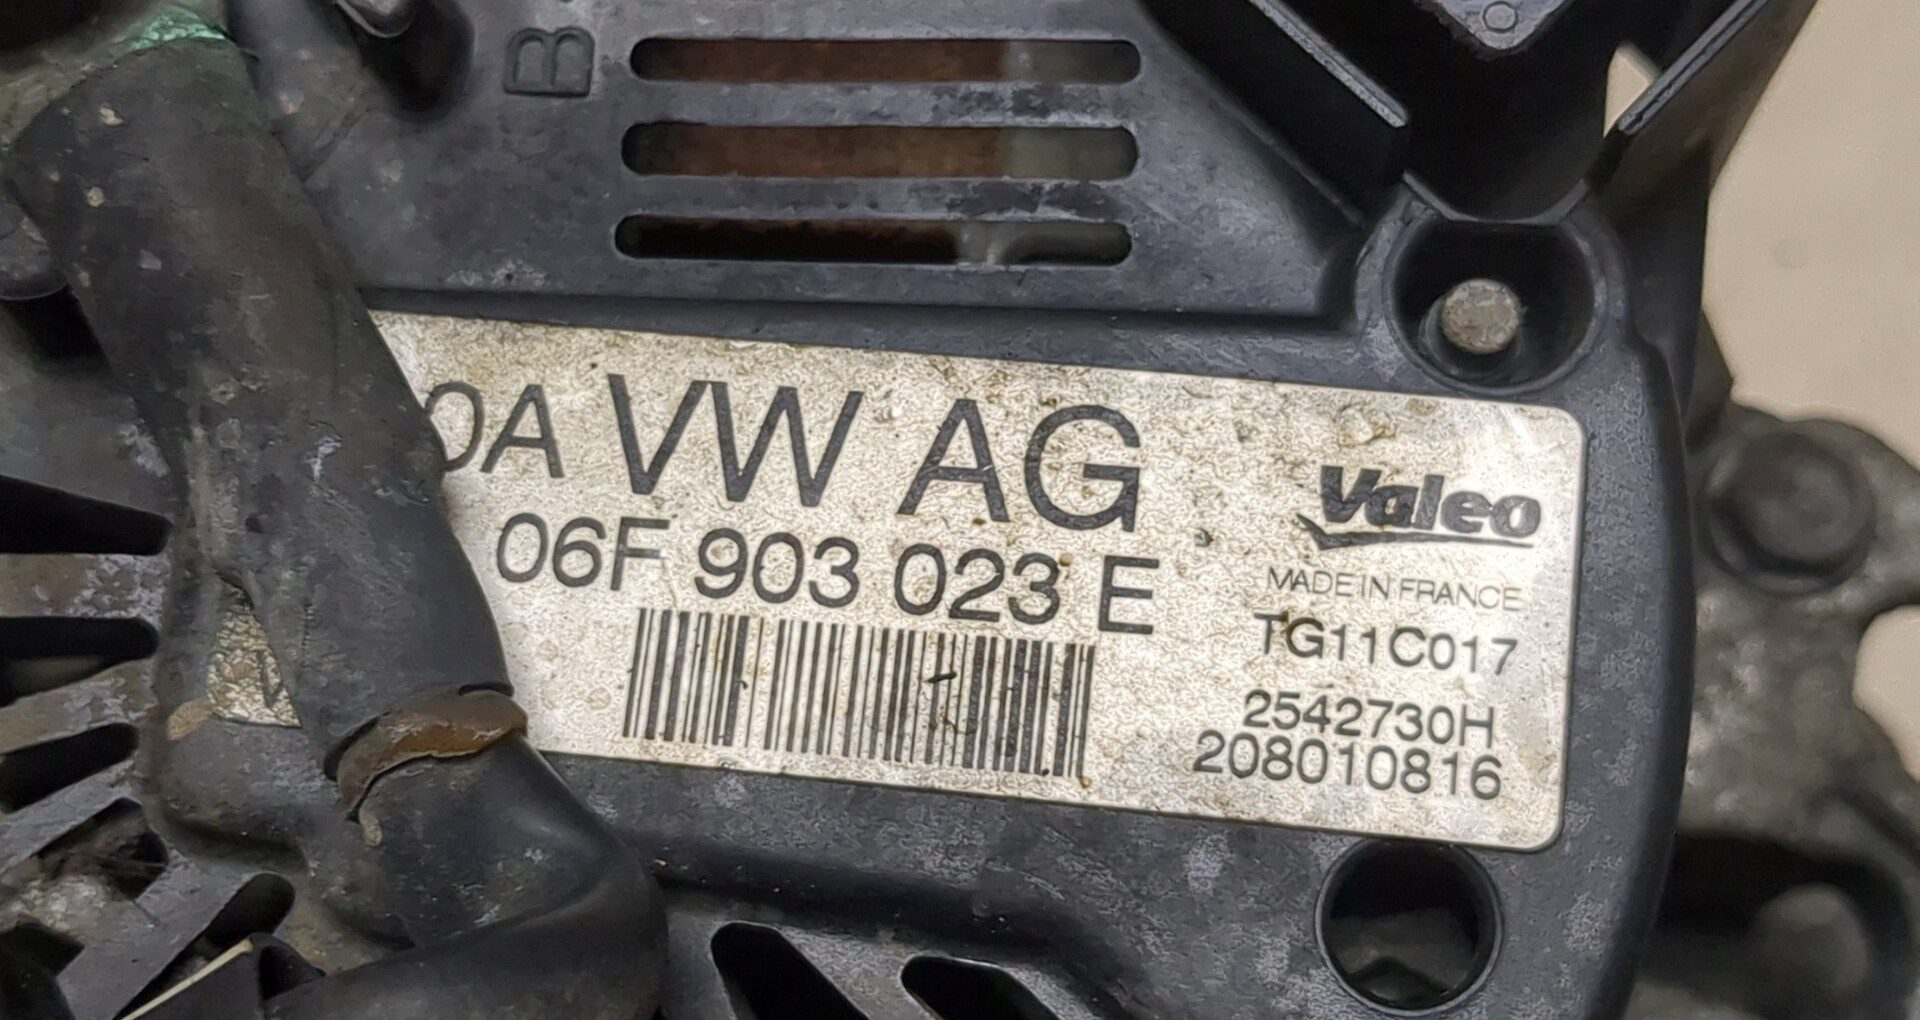 B
0A VW AG
06F 903 023 E
Valeo
MADE IN FRANCE
TG11C017
2542730H
208010816